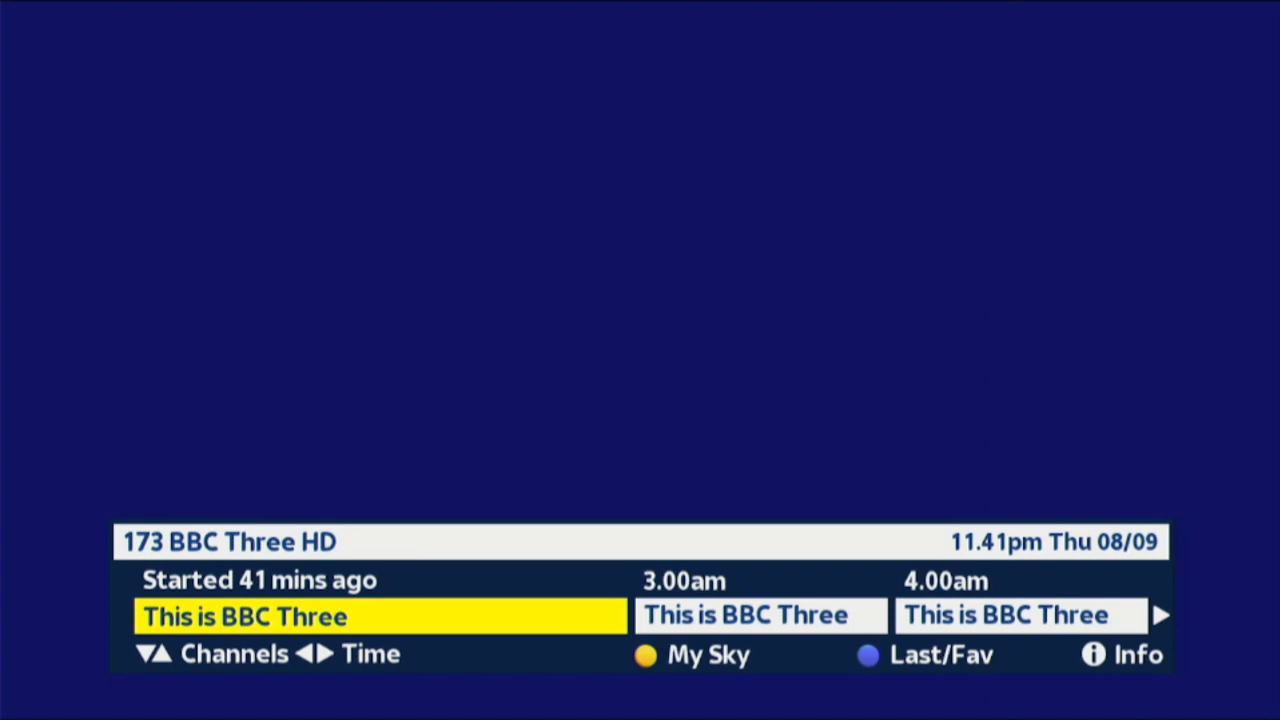 173 BBC Three HD 11.41pm Thu 08/09
Started 41 mins ago 3.00am 4.00am
This is BBC Three This is BBC Three This is BBC Three
Channels Time My Sky Last/Fav i Info